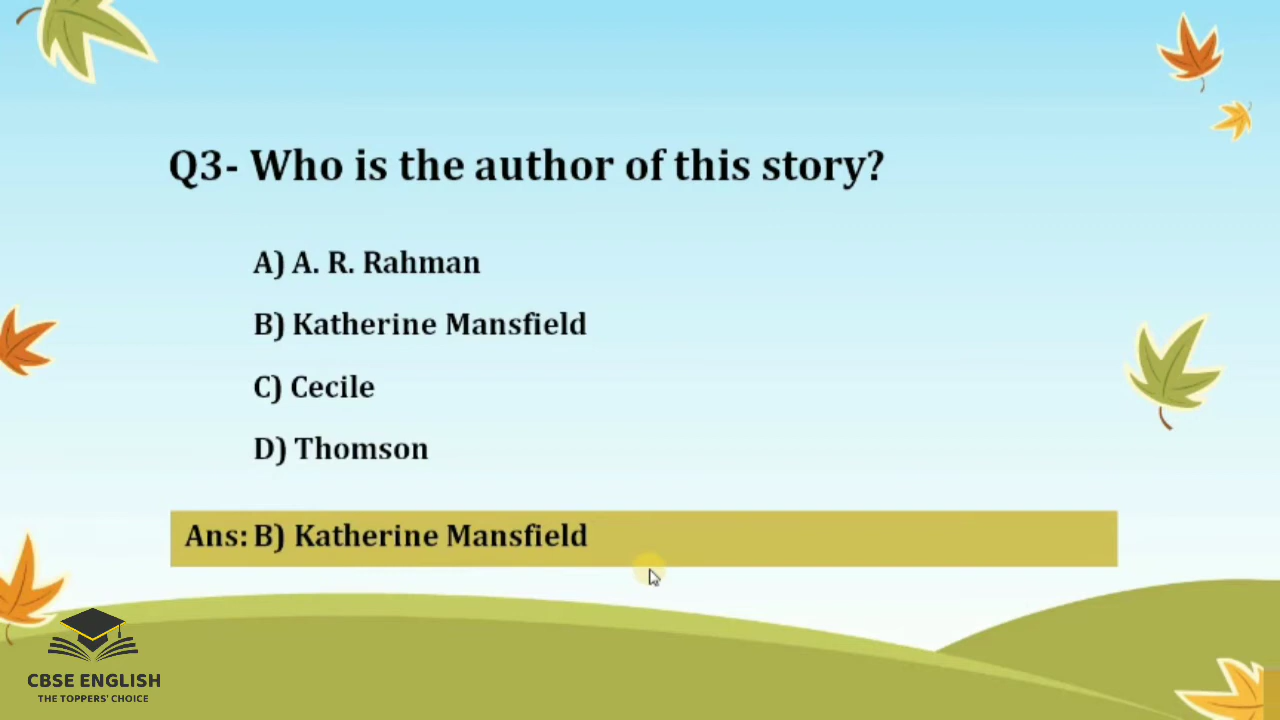 Q3- Who is the author of this story?
A) A. R. Rahman
B) Katherine Mansfield
C) Cecile
D) Thomson
Ans: B) Katherine Mansfield
CBSE ENGLISH
THE TOPPERS' CHOICE